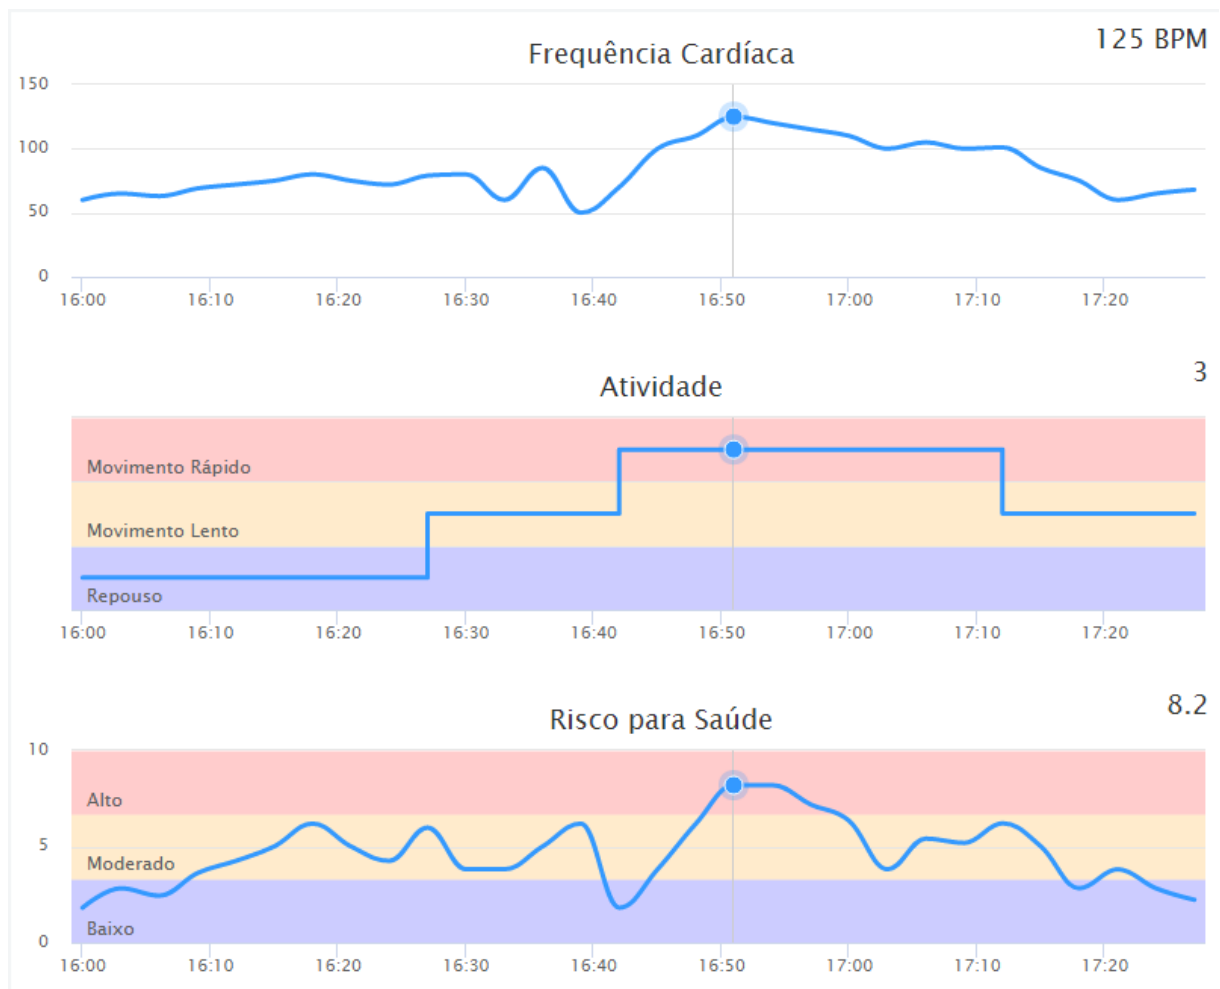 125 BPM
Frequência Cardíaca
150
100
50
0
16:00 16:10 16:20 16:30 16:40 16:50 17:00 17:10 17:20
3
Atividade
Movimento Rápido
Movimento Lento
Repouso
16:00 16:10 16:20 16:30 16:40 16:50 17:00 17:10 17:20
8.2
Risco para Saúde
10
Alto
5
Moderado
Baixo
0
16:00 16:10 16:20 16:30 16:40 16:50 17:00 17:10 17:20